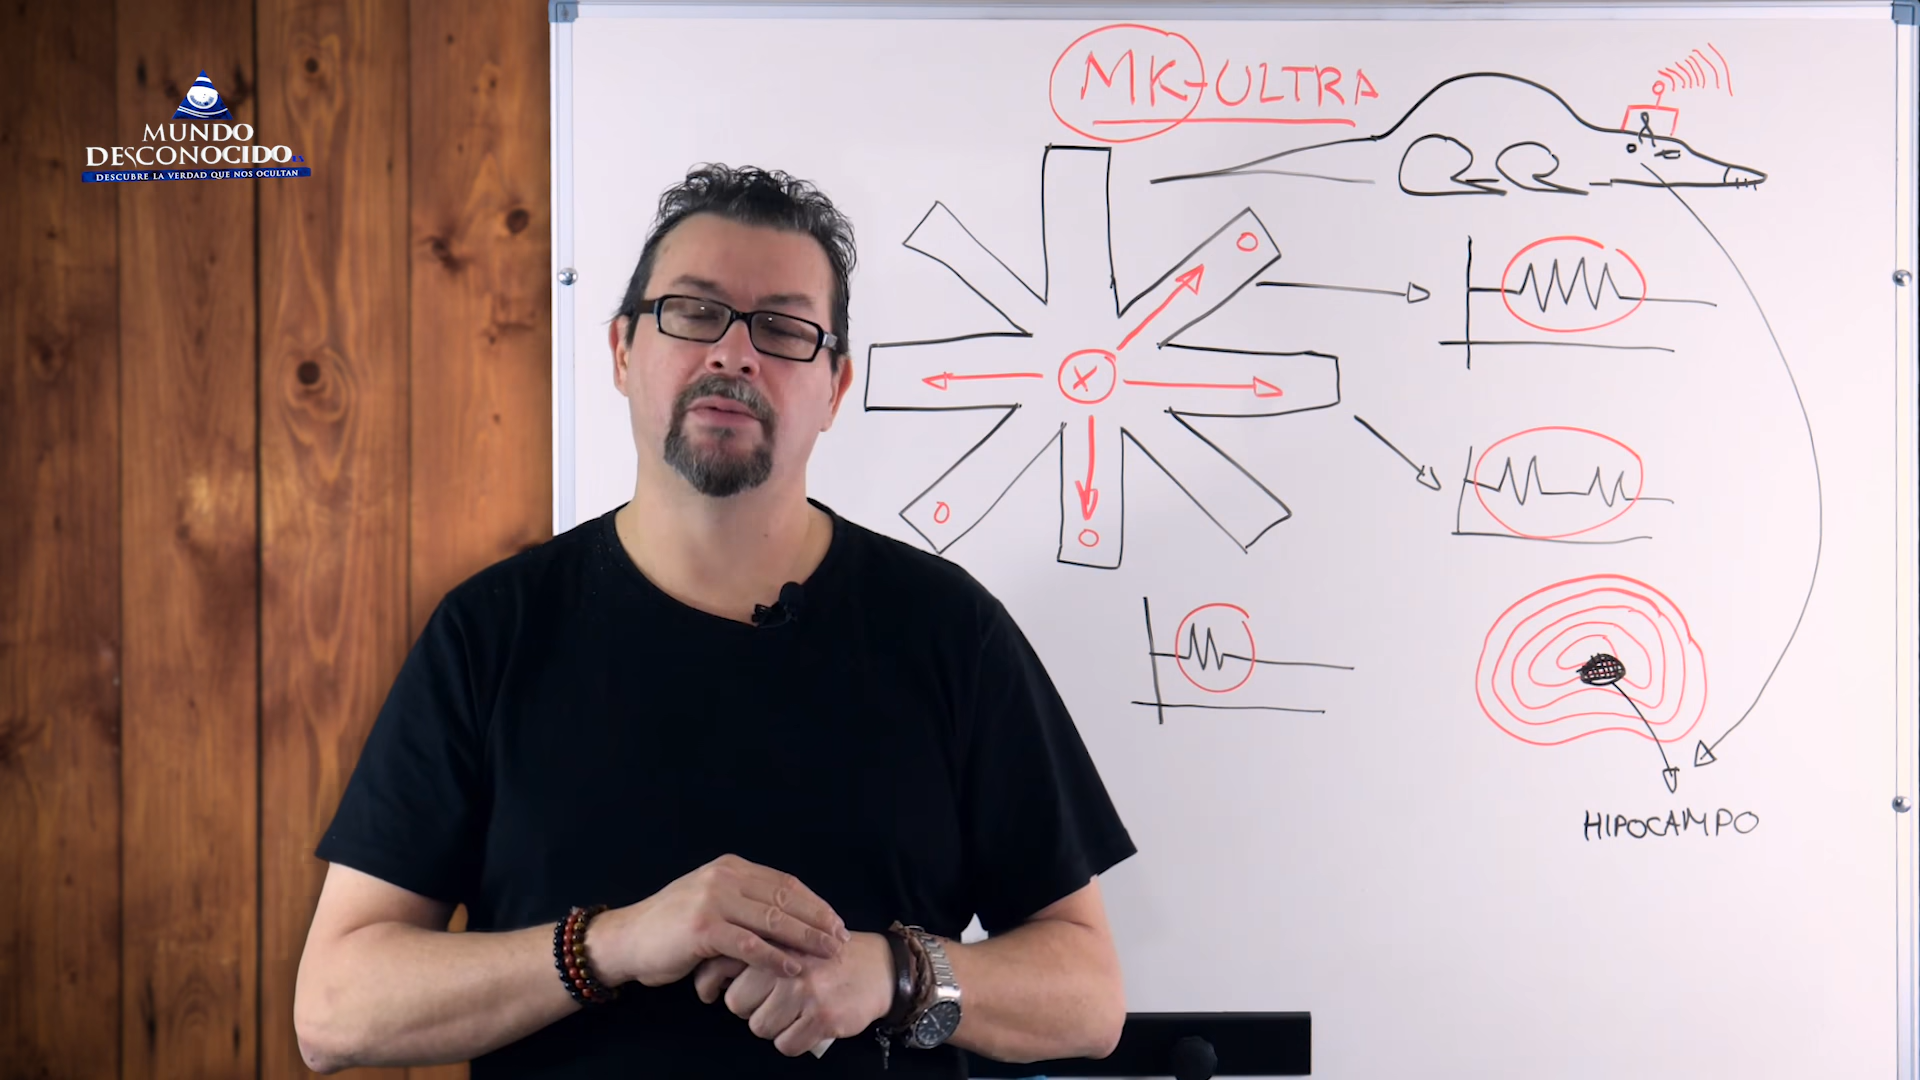 MUNDO
DESCONOCIDO
DESCUBRE LA VERDAD QUE NOS OCULTAN
MK-ULTRA
X
HIPOCAMPO